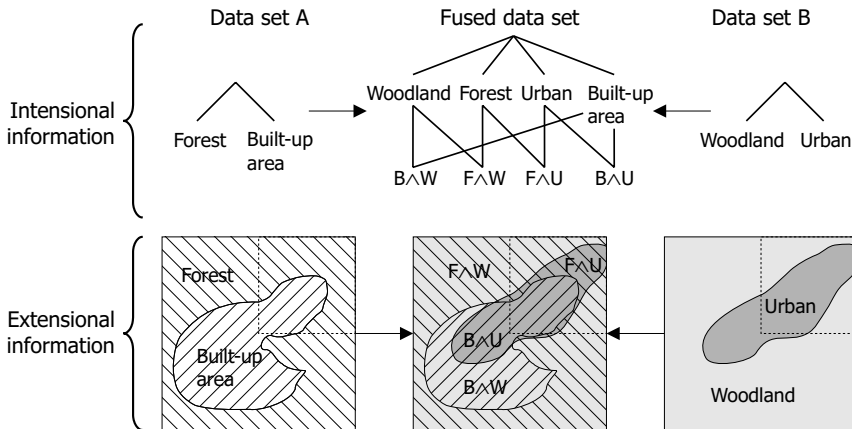 Data set A
Fused data set
Data set B
Intensional
information
Forest
Built-up
area
Woodland
Forest
Urban
Built-up
area
B∧W
F∧W
F∧U
B∧U
Woodland
Urban
Extensional
information
Forest
Built-up
area
F∧W
F∧U
B∧U
B∧W
Urban
Woodland